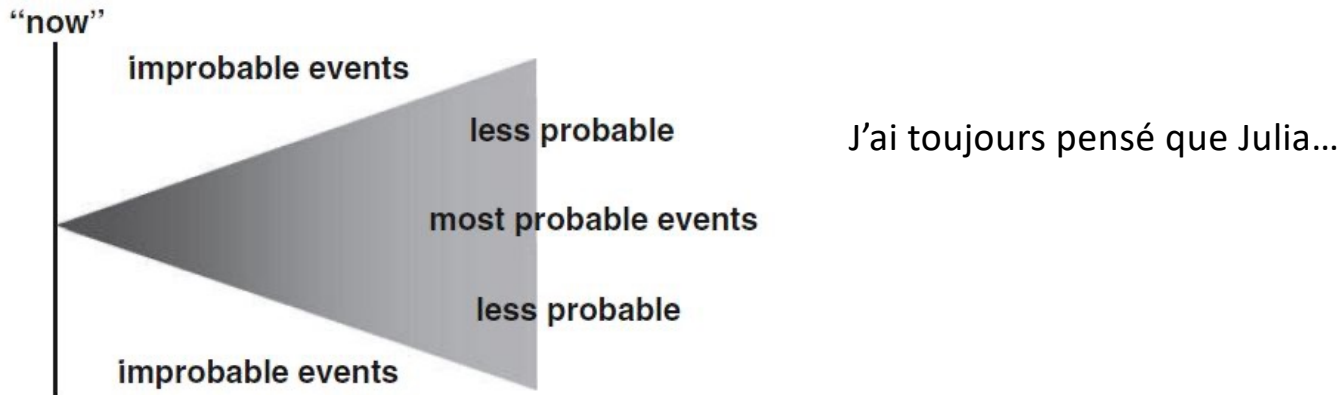 “now”
improbable events
less probable
J’ai toujours pensé que Julia…
most probable events
less probable
improbable events